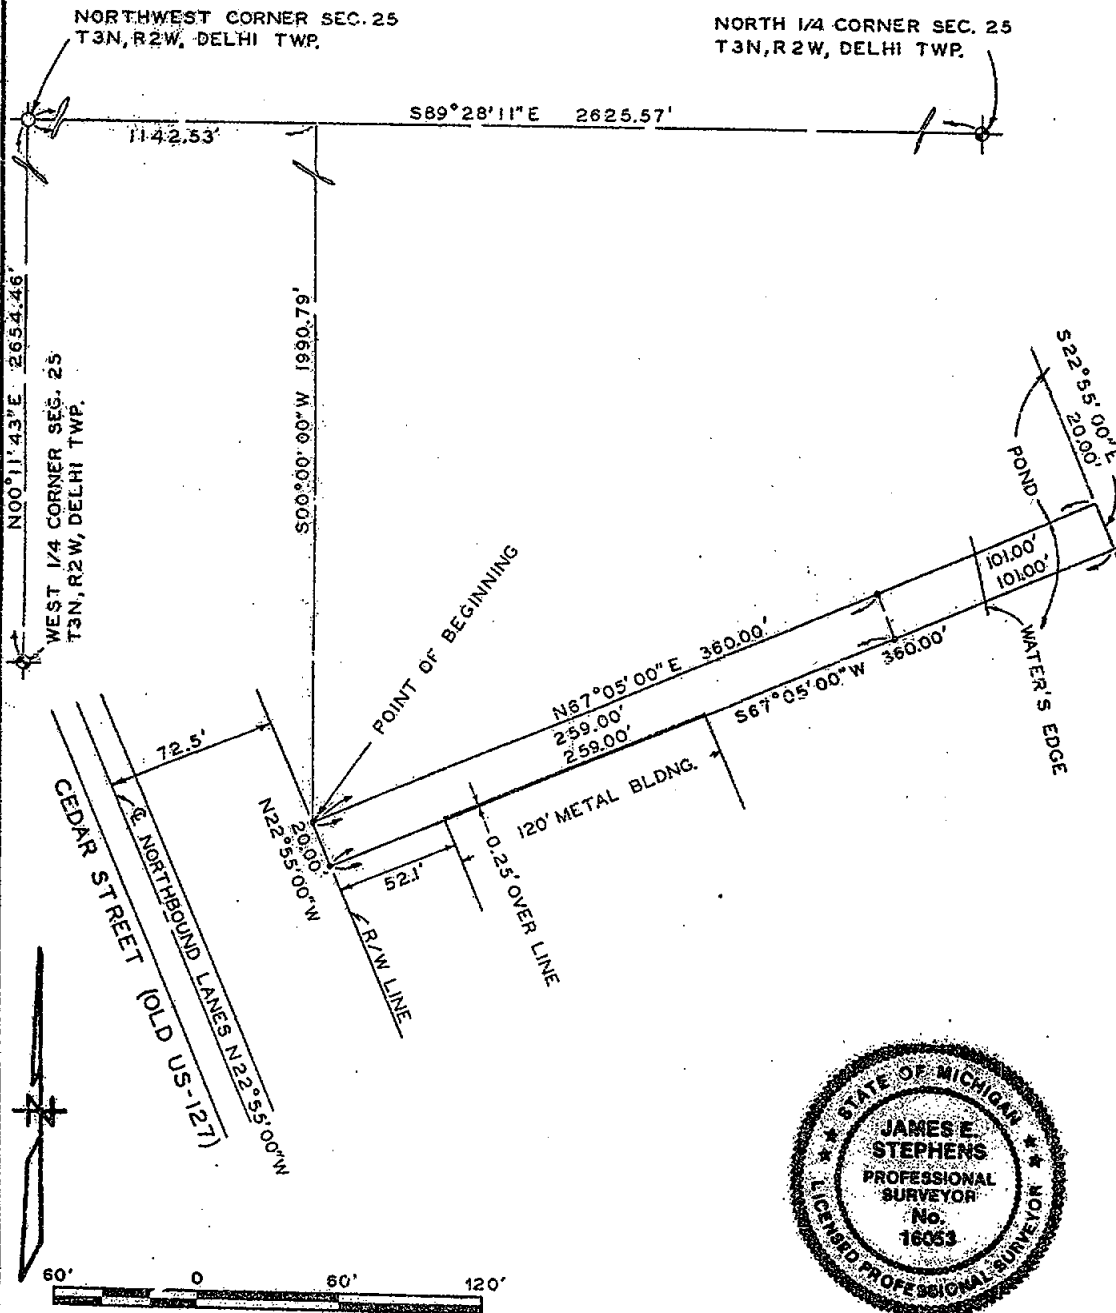 NORTHWEST CORNER SEC. 25
T3N, R2W, DELHI TWP.
NORTH 1/4 CORNER SEC. 25
T3N, R2W, DELHI TWP.
S89°28'11"E 2625.57'
1142.53'
N00°11'43"E 2654.46'
WEST 1/4 CORNER SEC. 25
T3N, R2W, DELHI TWP.
S00°00'00"W 1990.79'
S22°55'00"E
20.00'
POND
101.00'
101.00'
WATER'S EDGE
POINT OF BEGINNING
N67°05'00"E 360.00'
259.00'
259.00'
S67°05'00"W 360.00'
120' METAL BLDNG.
72.5'
20.00'
N22°55'00"W
52.1'
0.25' OVER LINE
R/W LINE
CEDAR STREET (OLD US-127)
℄ NORTHBOUND LANES N22°55'00"W
N
60' 0 60' 120'
STATE OF MICHIGAN
JAMES E.
STEPHENS
PROFESSIONAL
SURVEYOR
No.
16053
LICENSED PROFESSIONAL SURVEYOR